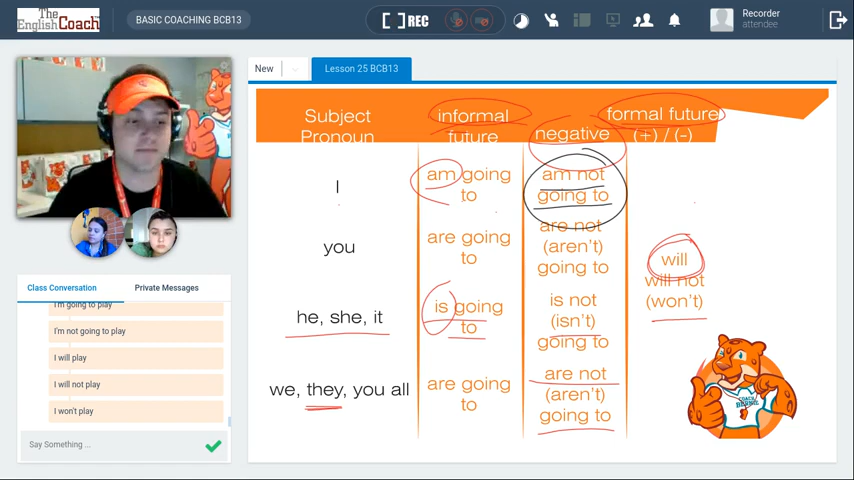 The
EnglishCoach
BASIC COACHING BCB13
[ ] REC
Recorder
attendee
New
Lesson 25 BCB13
Subject
Pronoun
informal
future
negative
formal future
(+) / (-)
I
am going
to
am not
going to
you
are going
to
are not
(aren't)
going to
will
will not
(won't)
he, she, it
is going
to
is not
(isn't)
going to
we, they, you all
are going
to
are not
(aren't)
going to
COACH
Class Conversation
Private Messages
I'm going to play
I'm not going to play
I will play
I will not play
I won't play
Say Something ...